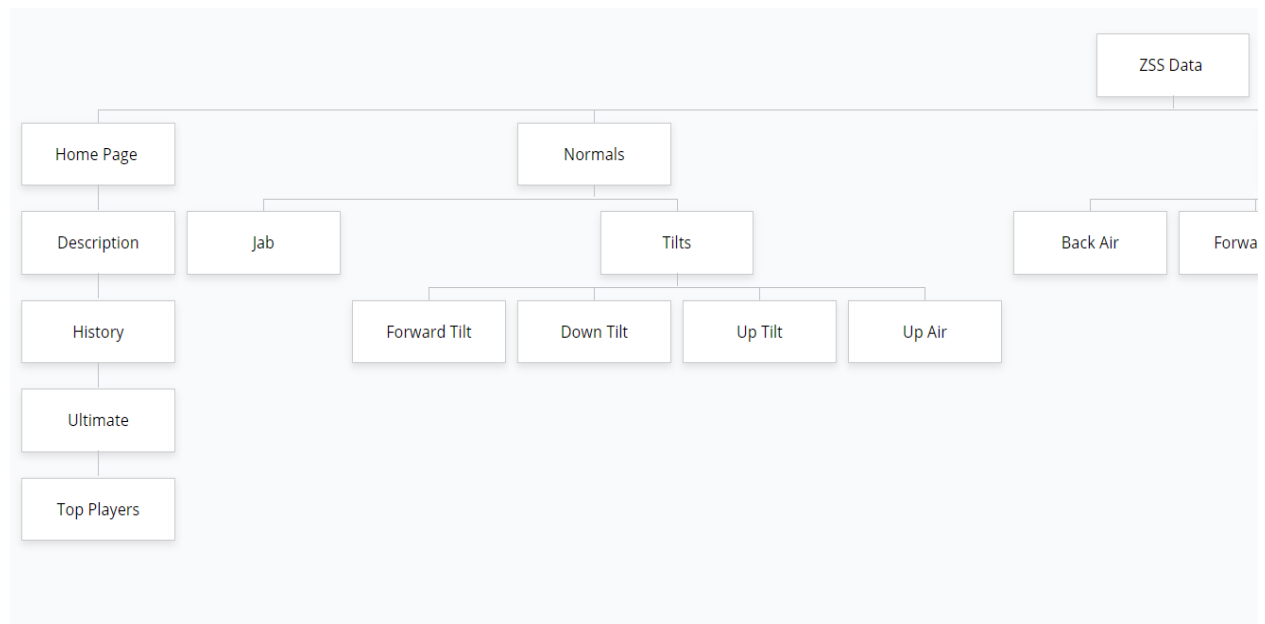 ZSS Data
Home Page
Normals
Description
Jab
Tilts
Back Air
History
Forward Tilt
Down Tilt
Up Tilt
Up Air
Ultimate
Top Players